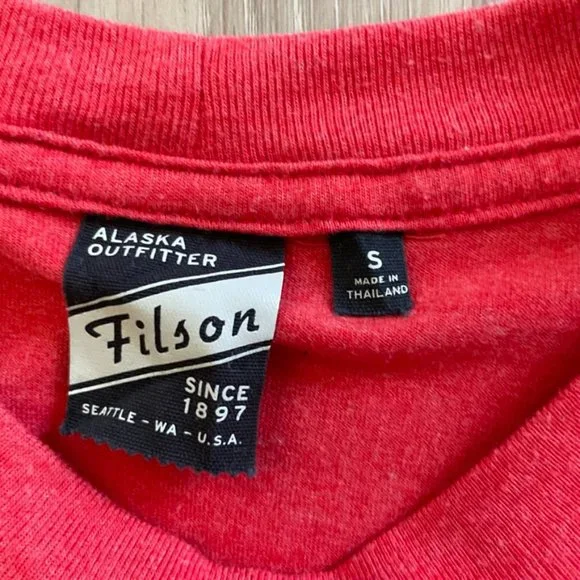 ALASKA
OUTFITTER
Filson
SINCE
1897
SEATTLE - WA - U.S.A.
S
MADE IN
THAILAND